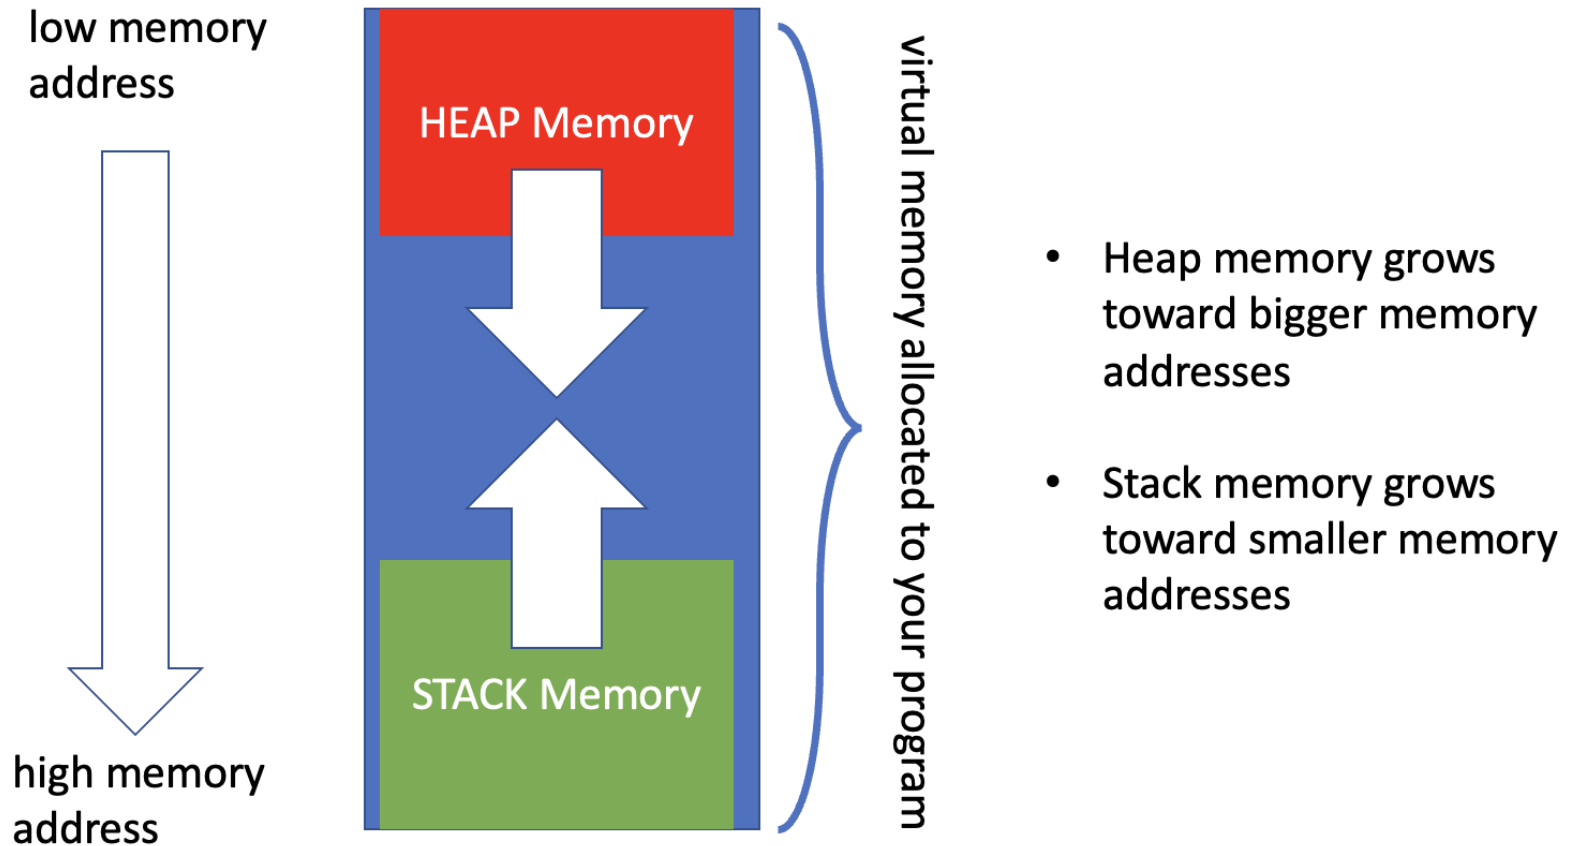 low memory
address
HEAP Memory
STACK Memory
high memory
address
virtual memory allocated to your program
• Heap memory grows
toward bigger memory
addresses
• Stack memory grows
toward smaller memory
addresses